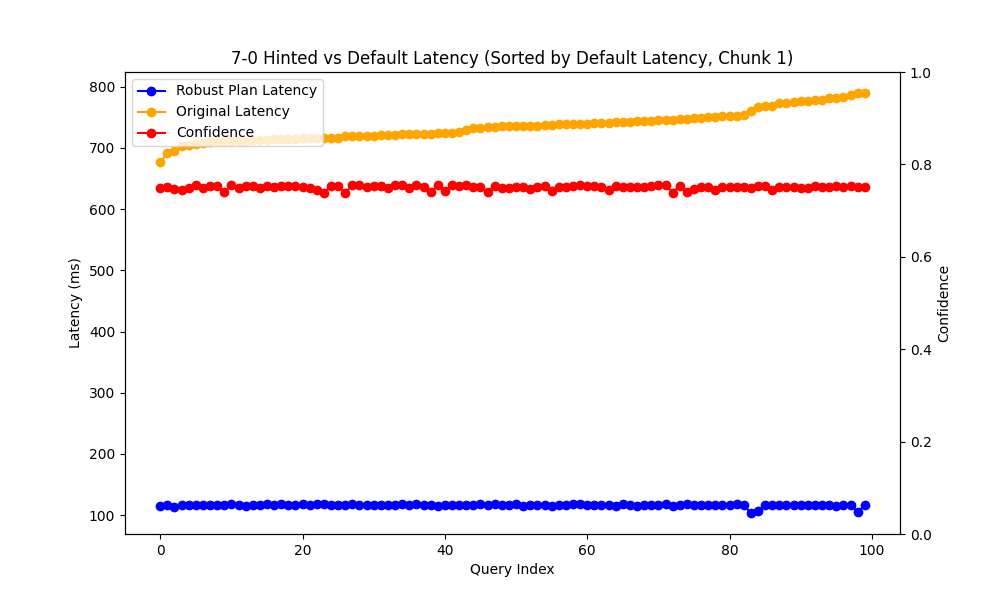 7-0 Hinted vs Default Latency (Sorted by Default Latency, Chunk 1)
Robust Plan Latency
Original Latency
Confidence
800
700
600
500
400
300
200
100
Latency (ms)
1.0
0.8
0.6
0.4
0.2
0.0
Confidence
0 20 40 60 80 100
Query Index